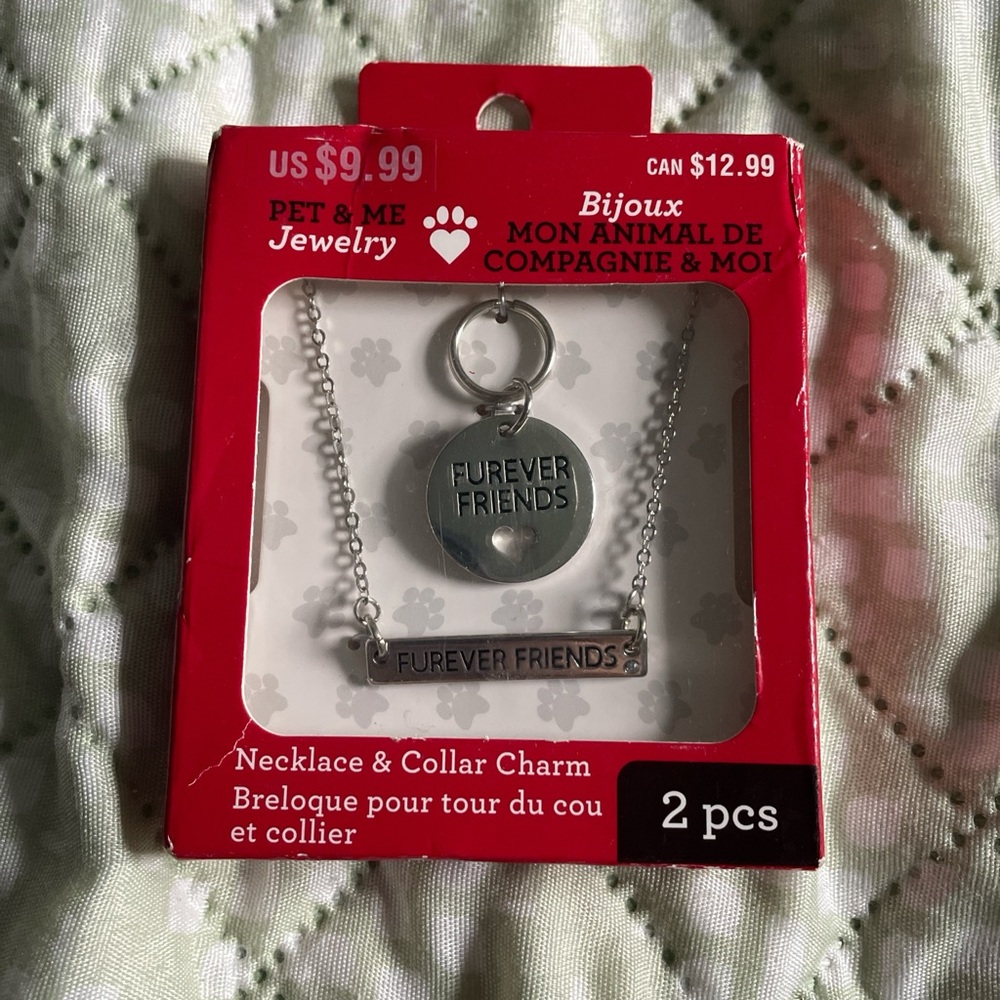 US $9.99
CAN $12.99
PET & ME
Jewelry
Bijoux
MON ANIMAL DE
COMPAGNIE & MOI
FUREVER
FRIENDS
FUREVER FRIENDS
Necklace & Collar Charm
Breloque pour tour du cou
et collier
2 pcs